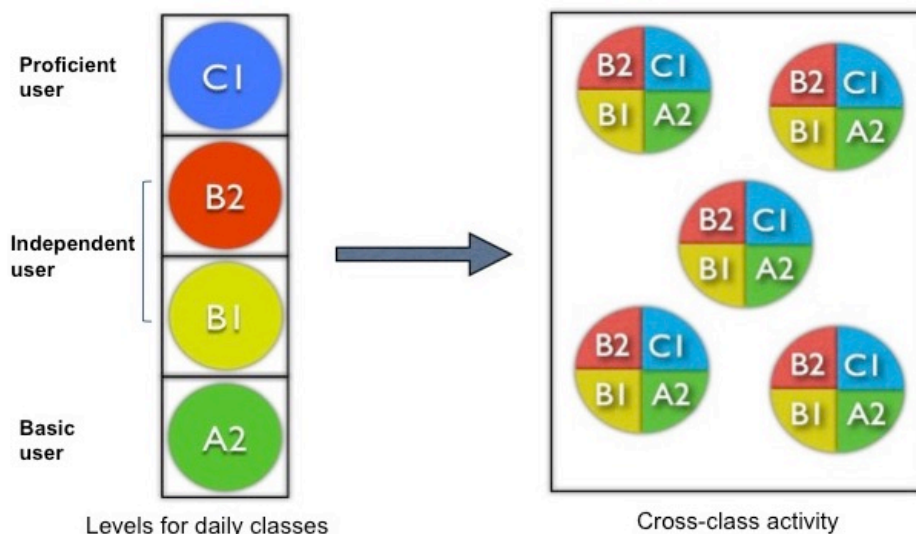 Proficient
user
C1
B2
Independent
user
B1
Basic
user
A2
Levels for daily classes
B2 C1
B1 A2
B2 C1
B1 A2
B2 C1
B1 A2
B2 C1
B1 A2
B2 C1
B1 A2
Cross-class activity